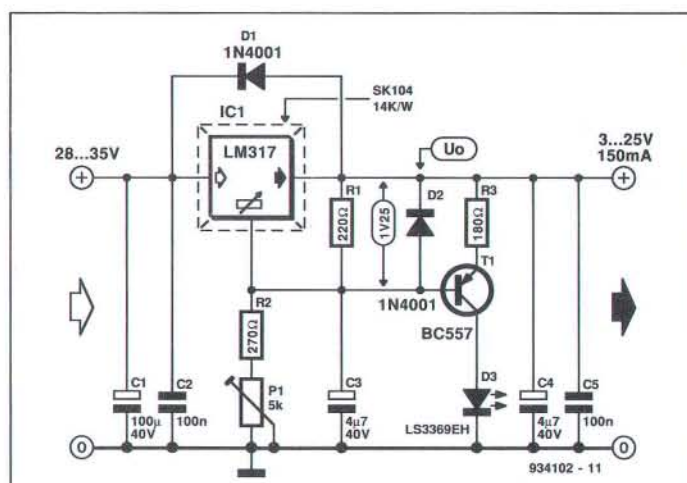 D1
1N4001
SK104
14K/W
IC1
LM317
28...35V
Uo
3...25V
150mA
R1
220Ω
1V25
D2
R3
180Ω
T1
1N4001
BC557
R2
270Ω
P1
5k
C1
100µ
40V
C2
100n
C3
4µ7
40V
D3
LS3369EH
C4
4µ7
40V
C5
100n
0
0
934102 - 11